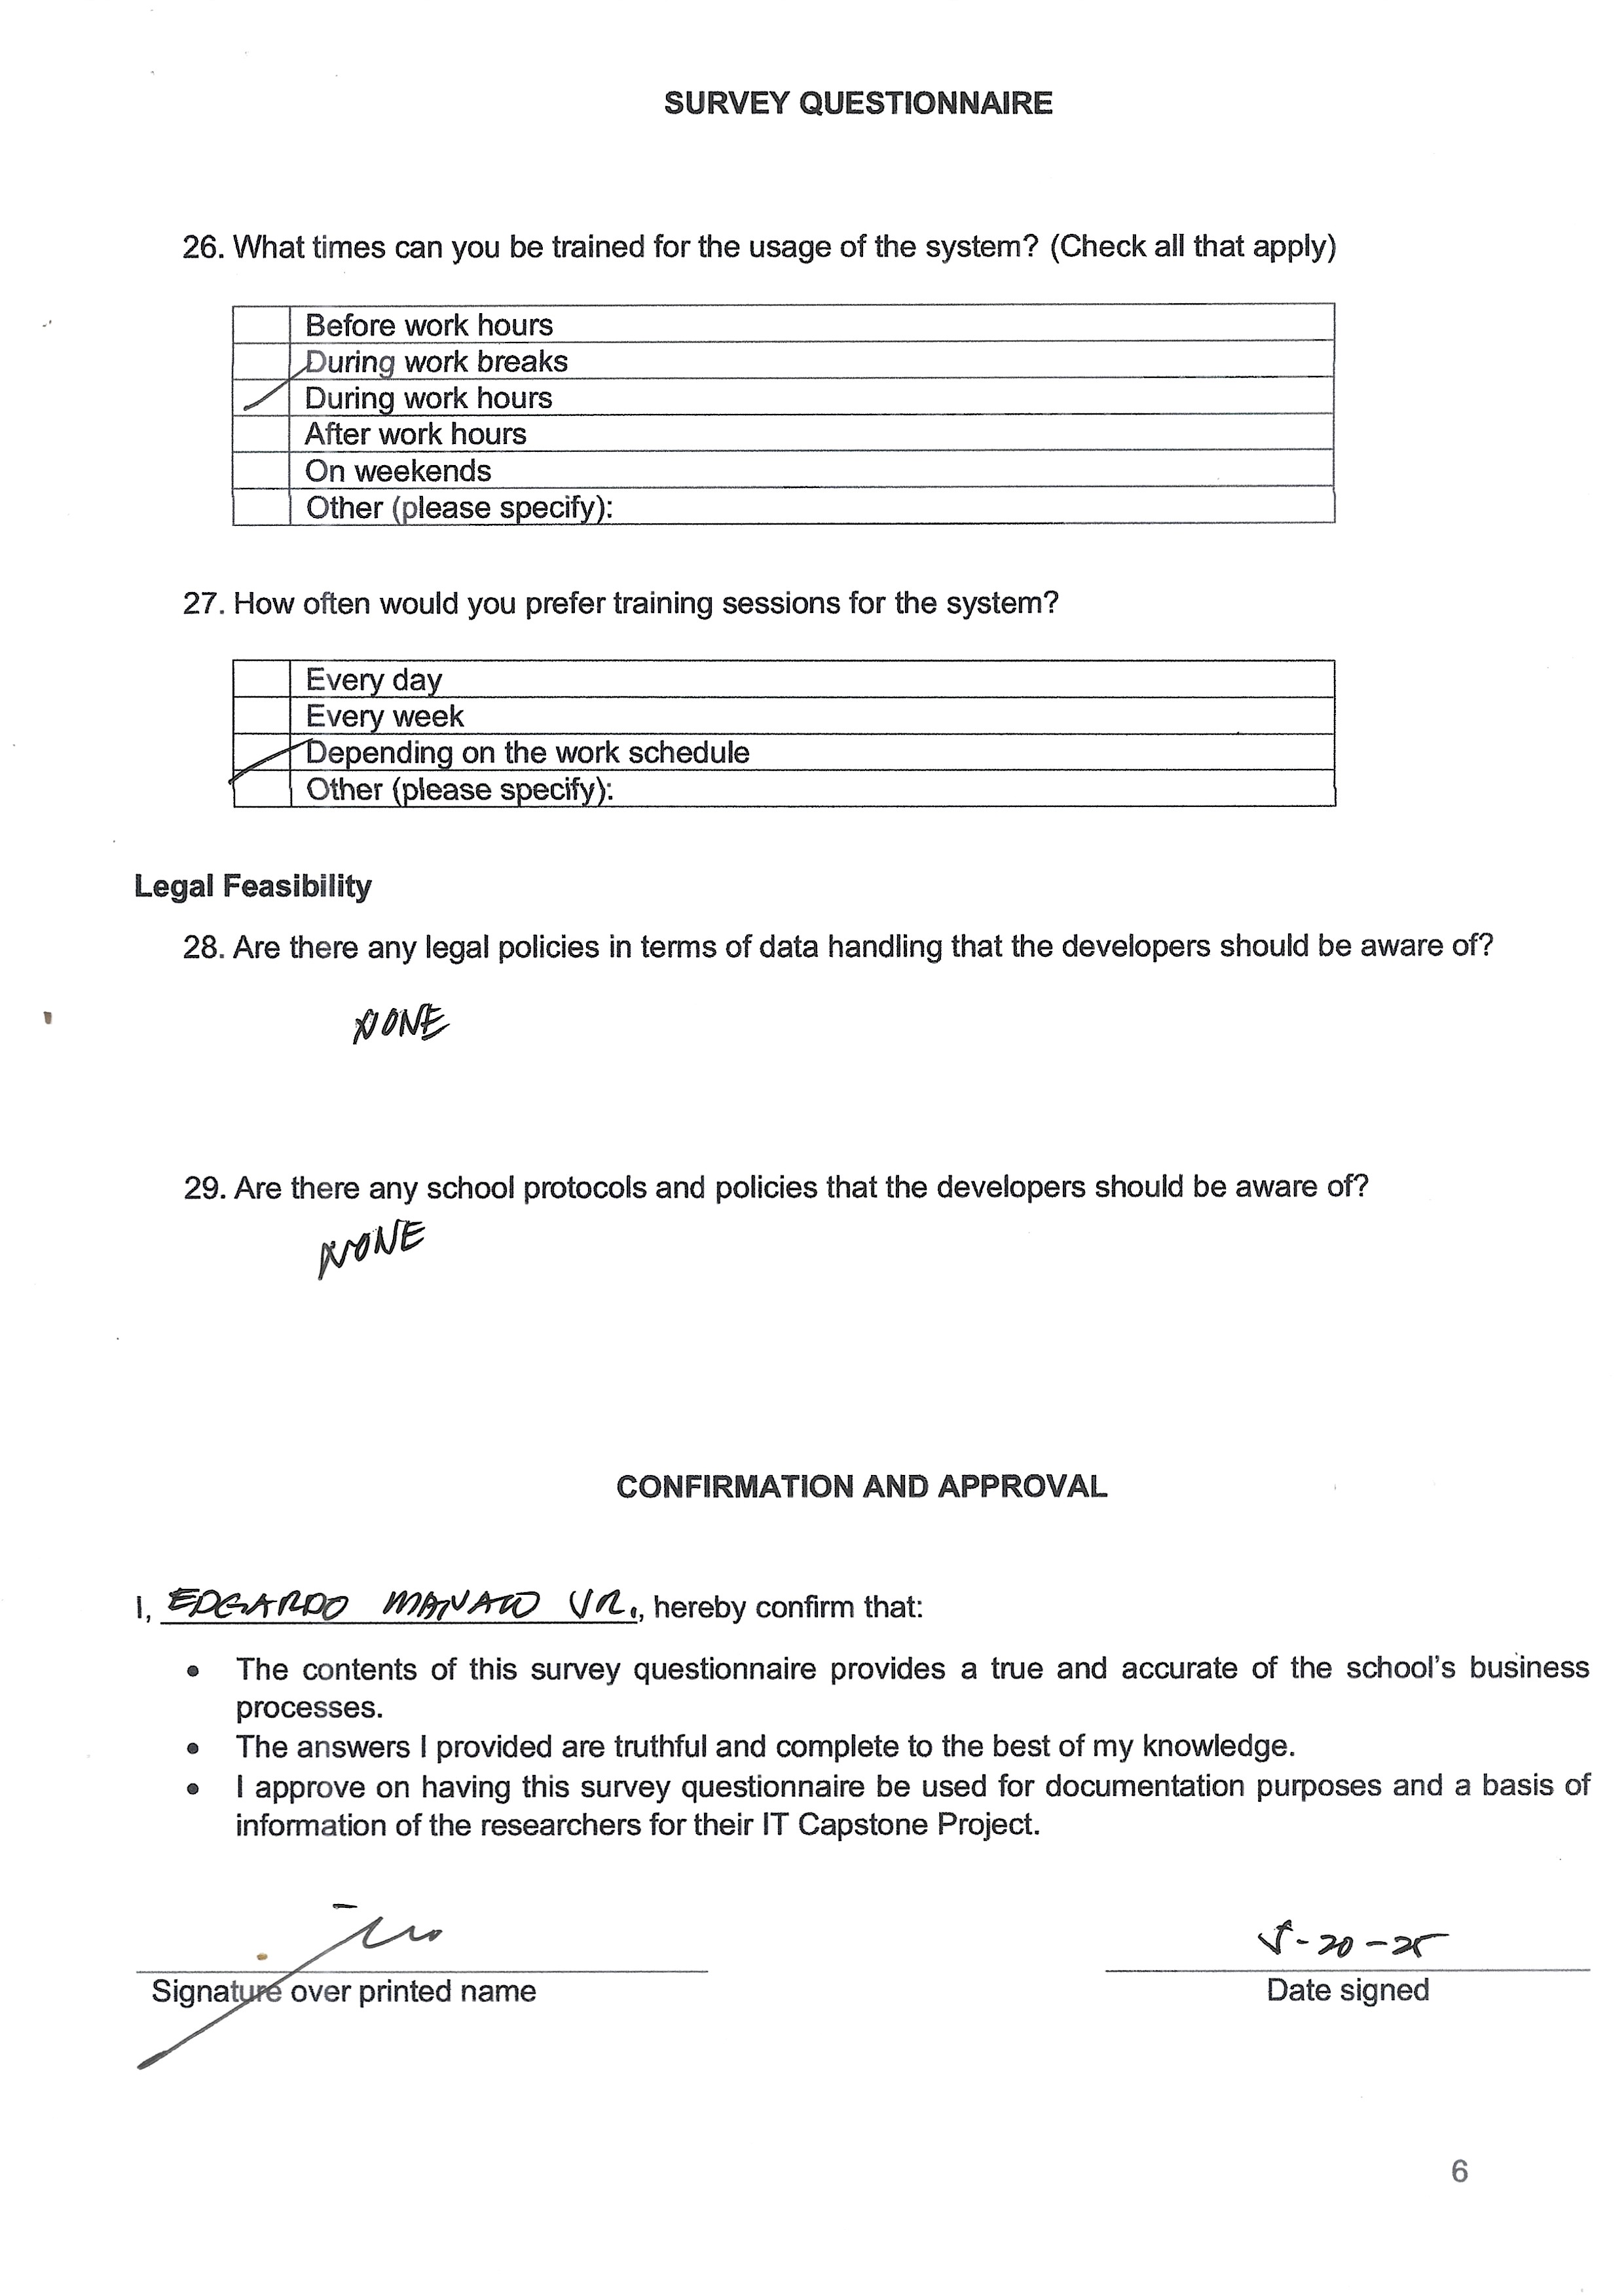 SURVEY QUESTIONNAIRE
26. What times can you be trained for the usage of the system? (Check all that apply)
Before work hours
During work breaks
During work hours
After work hours
On weekends
Other (please specify):
27. How often would you prefer training sessions for the system?
Every day
Every week
Depending on the work schedule
Other (please specify):
Legal Feasibility
28. Are there any legal policies in terms of data handling that the developers should be aware of?
NONE
29. Are there any school protocols and policies that the developers should be aware of?
NONE
CONFIRMATION AND APPROVAL
I, EDGARDO JR., hereby confirm that:
• The contents of this survey questionnaire provides a true and accurate of the school's business
processes.
• The answers I provided are truthful and complete to the best of my knowledge.
• I approve on having this survey questionnaire be used for documentation purposes and a basis of
information of the researchers for their IT Capstone Project.
5-20-25
Signature over printed name Date signed
6